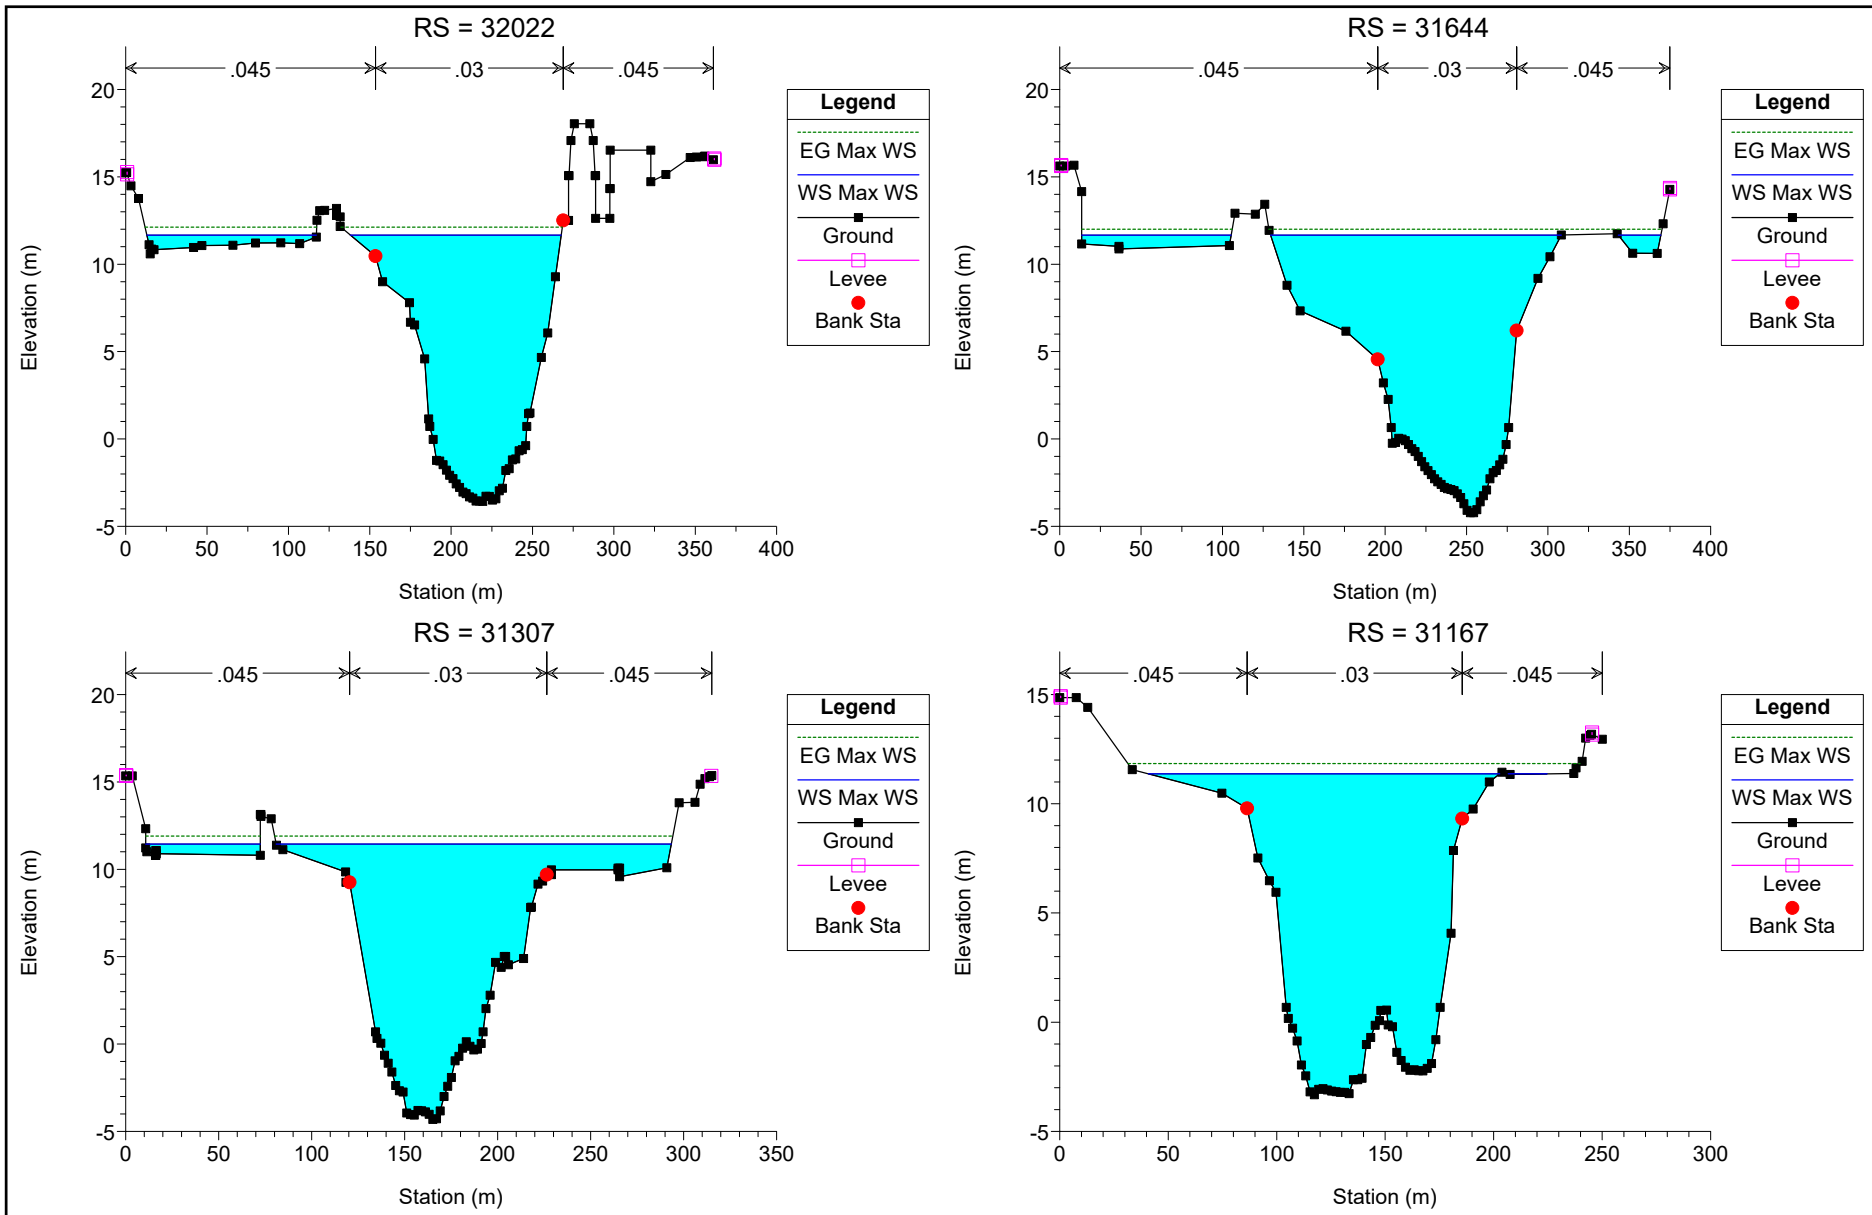 RS = 32022
.045 .03 .045
20
15
10
5
0
-5
0 50 100 150 200 250 300 350 400
Elevation (m)
Station (m)
Legend
EG Max WS
WS Max WS
Ground
Levee
Bank Sta
RS = 31644
.045 .03 .045
20
15
10
5
0
-5
0 50 100 150 200 250 300 350 400
Elevation (m)
Station (m)
Legend
EG Max WS
WS Max WS
Ground
Levee
Bank Sta
RS = 31307
.045 .03 .045
20
15
10
5
0
-5
0 50 100 150 200 250 300 350
Elevation (m)
Station (m)
Legend
EG Max WS
WS Max WS
Ground
Levee
Bank Sta
RS = 31167
.045 .03 .045
15
10
5
0
-5
0 50 100 150 200 250 300
Elevation (m)
Station (m)
Legend
EG Max WS
WS Max WS
Ground
Levee
Bank Sta